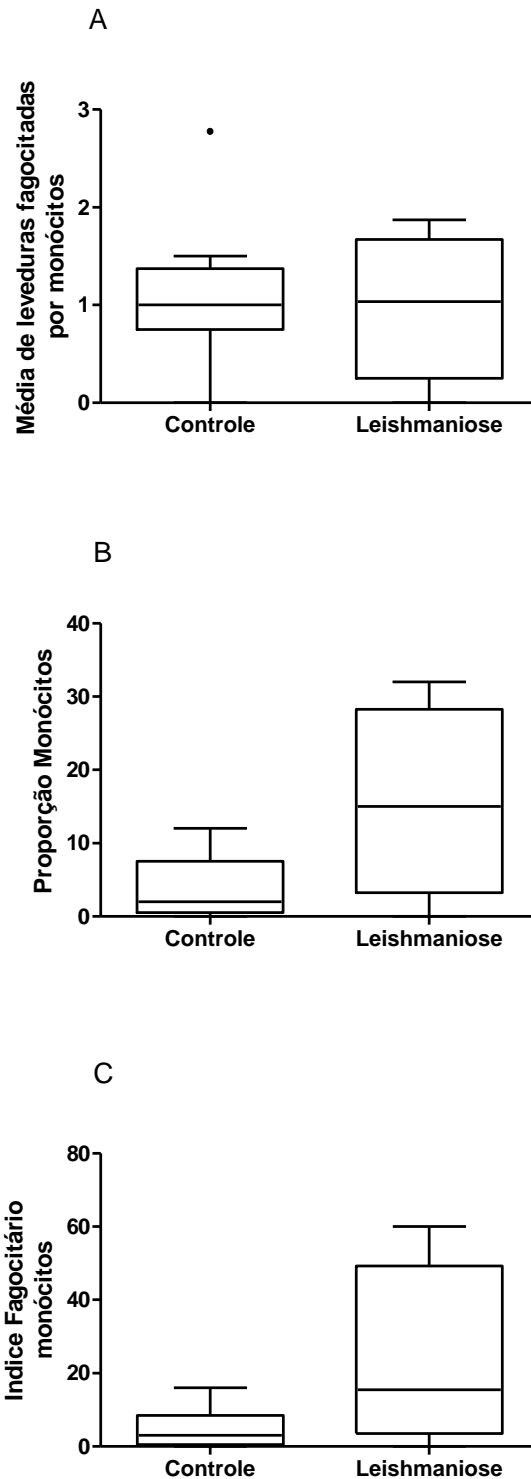 A
Média de leveduras fagocitadas
por monócitos
3
2
1
0
Controle
Leishmaniose
B
Proporção Monócitos
40
30
20
10
0
Controle
Leishmaniose
C
Indice Fagocitário
monócitos
80
60
40
20
0
Controle
Leishmaniose